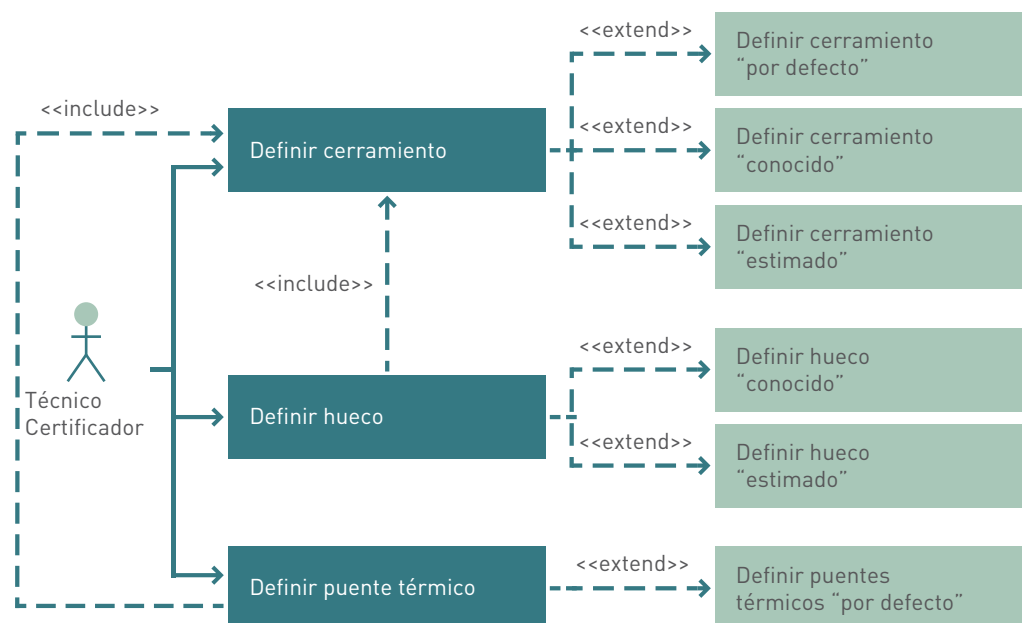 <<extend>>
Definir cerramiento
“por defecto”
<<include>>
Definir cerramiento
<<extend>>
Definir cerramiento
“conocido”
<<extend>>
Definir cerramiento
“estimado”
<<include>>
Técnico
Certificador
Definir hueco
<<extend>>
Definir hueco
“conocido”
<<extend>>
Definir hueco
“estimado”
Definir puente térmico
<<extend>>
Definir puentes
térmicos “por defecto”